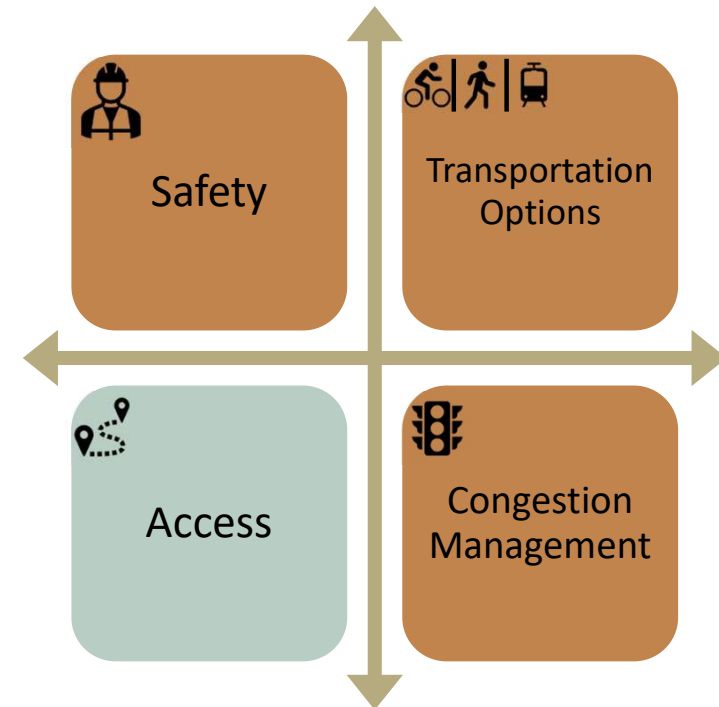 Safety
Transportation
Options
Access
Congestion
Management